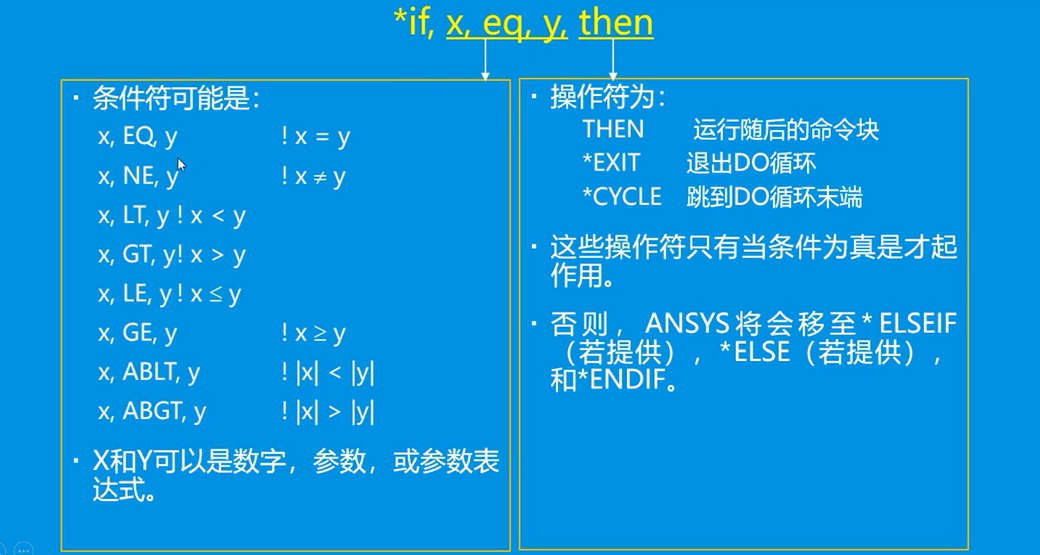 *if, x, eq, y, then
· 条件符可能是：
x, EQ, y ! x = y
x, NE, y ! x ≠ y
x, LT, y ! x < y
x, GT, y! x > y
x, LE, y ! x ≤ y
x, GE, y ! x ≥ y
x, ABLT, y ! |x| < |y|
x, ABGT, y ! |x| > |y|
· X和Y可以是数字，参数，或参数表
达式。
· 操作符为：
THEN 运行随后的命令块
*EXIT 退出DO循环
*CYCLE 跳到DO循环末端
· 这些操作符只有当条件为真是才起
作用。
· 否则，ANSYS将会移至* ELSEIF
（若提供），*ELSE（若提供），
和*ENDIF。